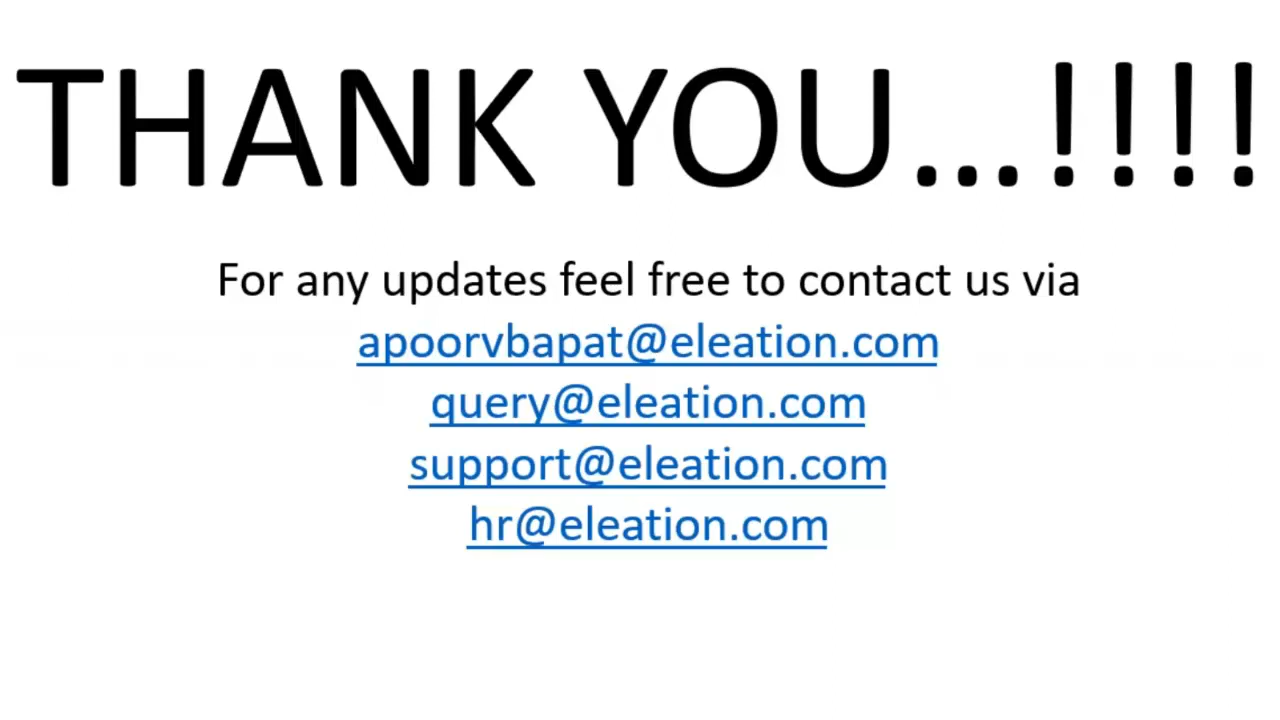 THANK YOU...!!!!
For any updates feel free to contact us via
apoorvbapat@eleation.com
query@eleation.com
support@eleation.com
hr@eleation.com